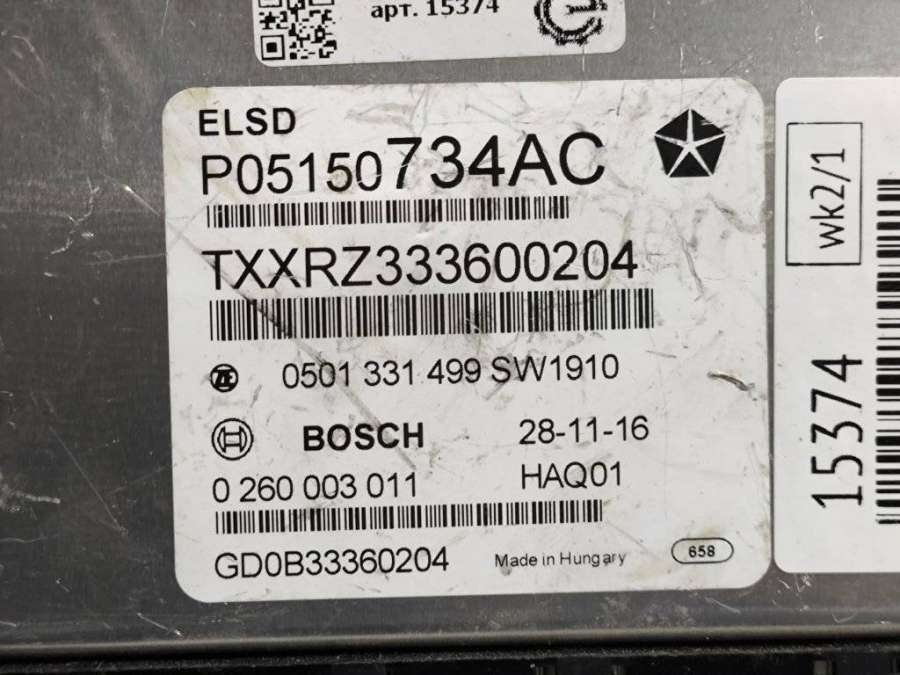 арт. 15374
ELSD
P05150734AC
TXXRZ333600204
0501 331 499 SW1910
BOSCH 28-11-16
0 260 003 011 HAQ01
GD0B33360204 Made in Hungary 658
wk2/1
15374